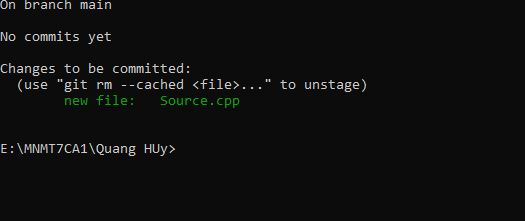 On branch main
No commits yet
Changes to be committed:
(use "git rm --cached <file>..." to unstage)
new file: Source.cpp
E:\MNMT7CA1\Quang HUy>